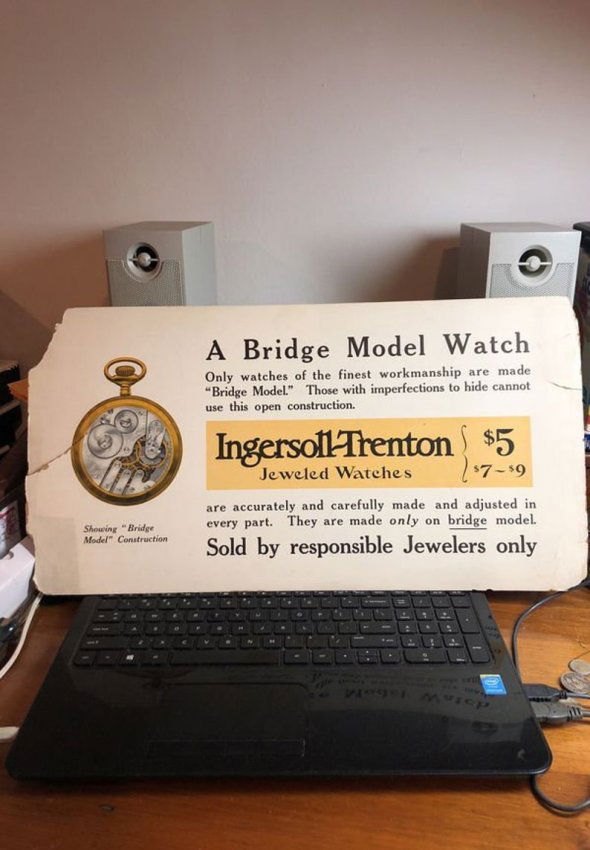 A Bridge Model Watch
Only watches of the finest workmanship are made
"Bridge Model." Those with imperfections to hide cannot
use this open construction.
Ingersoll-Trenton $5
Jeweled Watches $7~$9
are accurately and carefully made and adjusted in
every part. They are made only on bridge model.
Sold by responsible Jewelers only
Showing "Bridge
Model" Construction